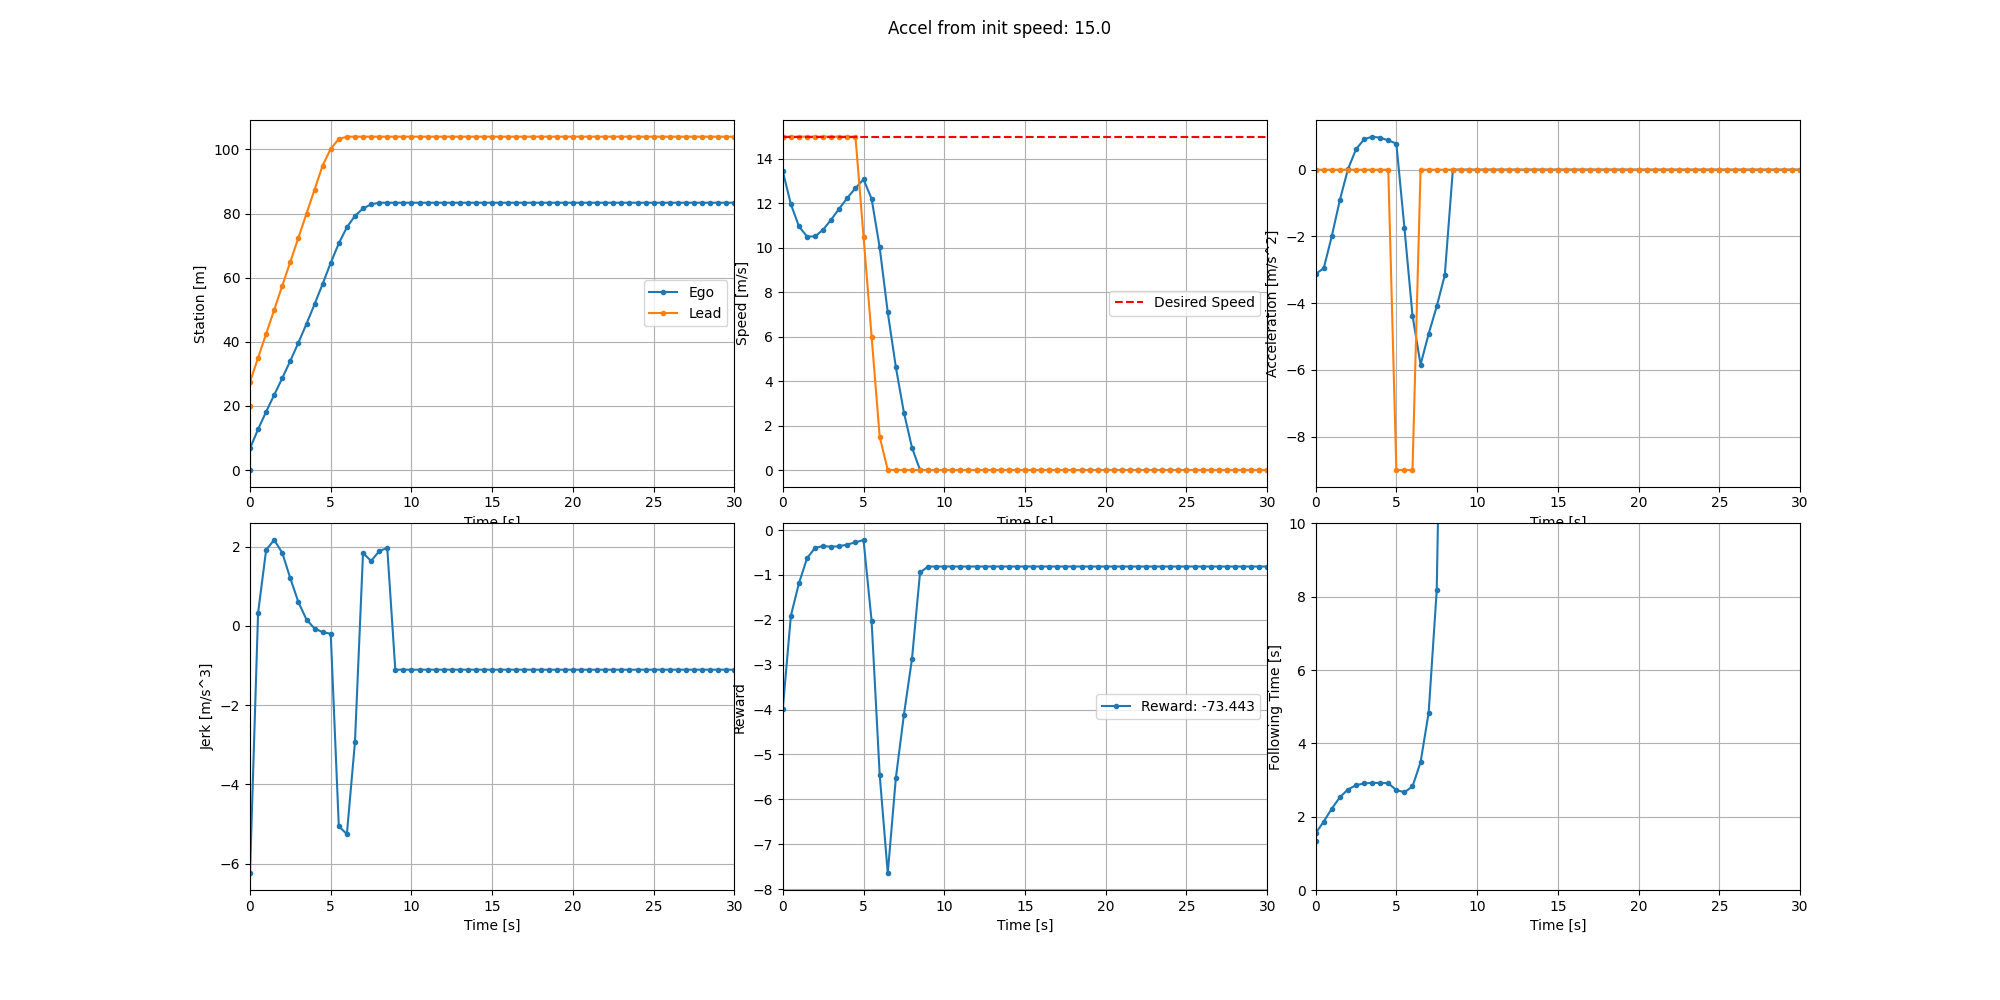 Accel from init speed: 15.0
Station [m]
100
80
60
40
20
0
Ego
Lead
0 5 10 15 20 25 30
Time [s]
Speed [m/s]
14
12
10
8
6
4
2
0
Desired Speed
0 5 10 15 20 25 30
Time [s]
Acceleration [m/s^2]
0
−2
−4
−6
−8
0 5 10 15 20 25 30
Time [s]
Jerk [m/s^3]
2
0
−2
−4
−6
0 5 10 15 20 25 30
Time [s]
Reward
0
−1
−2
−3
−4
−5
−6
−7
−8
Reward: -73.443
0 5 10 15 20 25 30
Time [s]
Following Time [s]
10
8
6
4
2
0
0 5 10 15 20 25 30
Time [s]